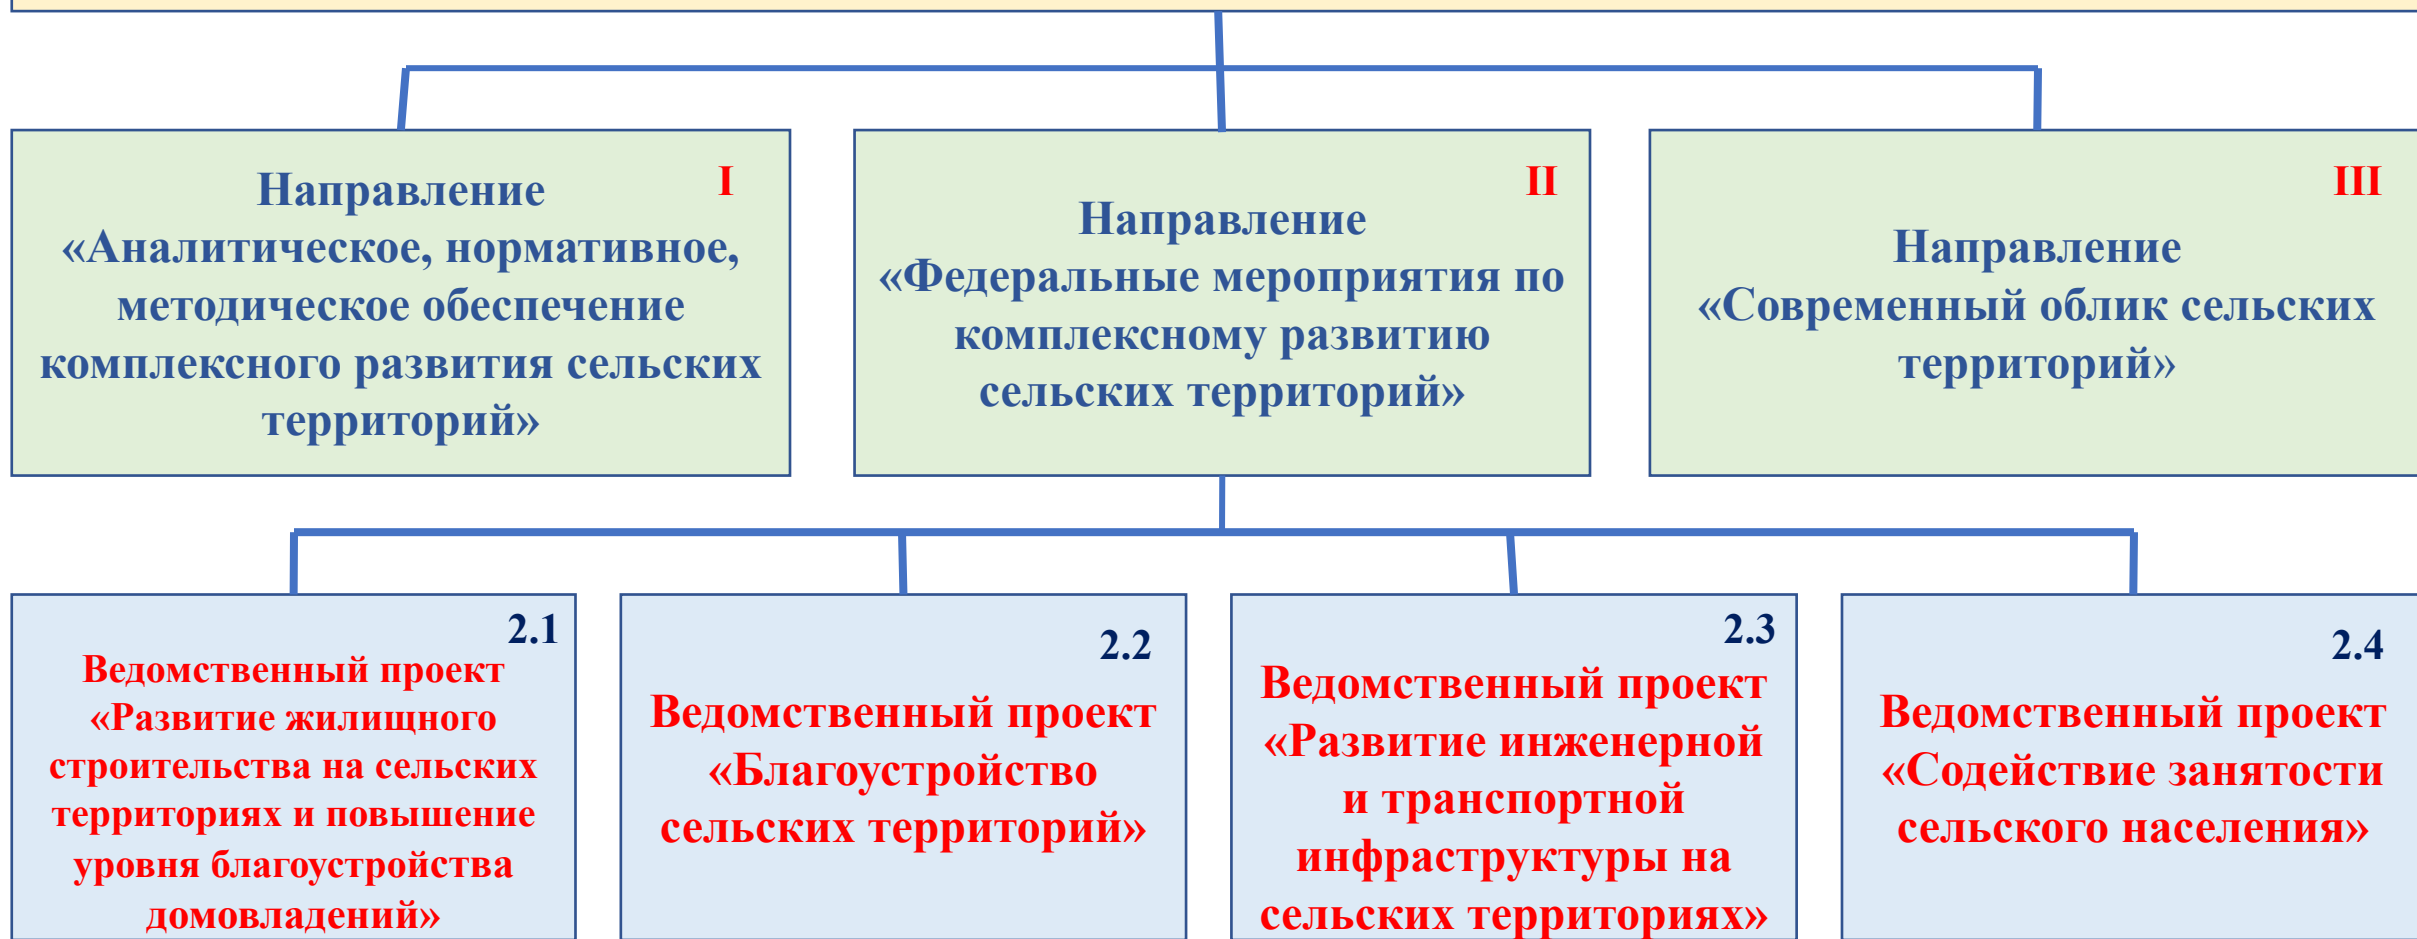 I
Направление
«Аналитическое, нормативное,
методическое обеспечение
комплексного развития сельских
территорий»
II
Направление
«Федеральные мероприятия по
комплексному развитию
сельских территорий»
III
Направление
«Современный облик сельских
территорий»
2.1
Ведомственный проект
«Развитие жилищного
строительства на сельских
территориях и повышение
уровня благоустройства
домовладений»
2.2
Ведомственный проект
«Благоустройство
сельских территорий»
2.3
Ведомственный проект
«Развитие инженерной
и транспортной
инфраструктуры на
сельских территориях»
2.4
Ведомственный проект
«Содействие занятости
сельского населения»